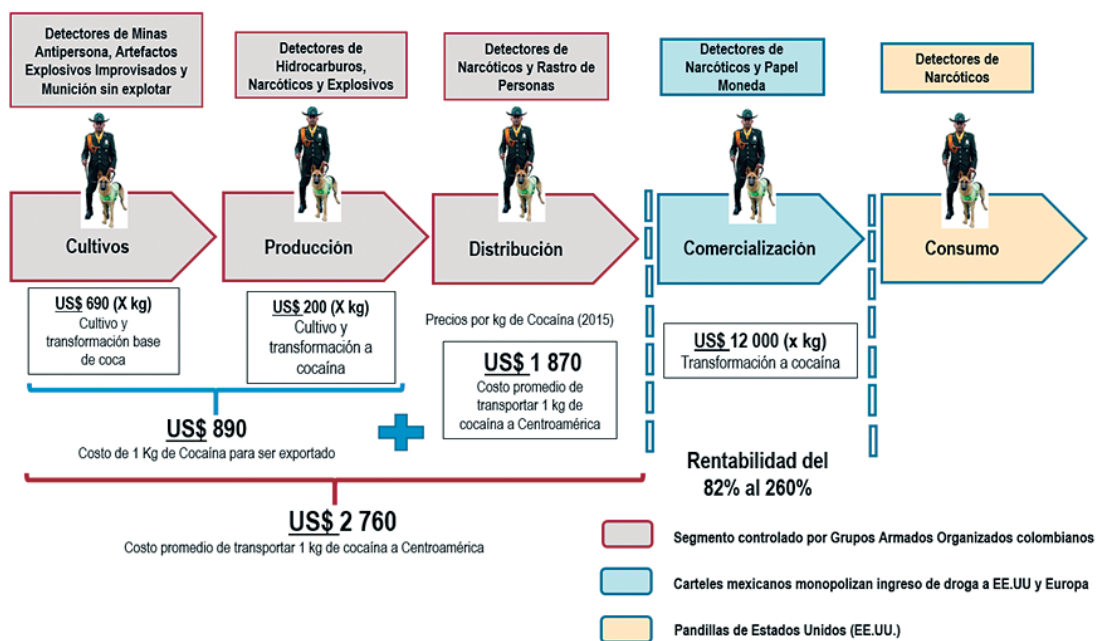 Detectores de Minas
Antipersona, Artefactos
Explosivos Improvisados y
Munición sin explotar
Detectores de
Hidrocarburos,
Narcóticos y Explosivos
Detectores de
Narcóticos y Rastro de
Personas
Detectores de
Narcóticos y Papel
Moneda
Detectores de
Narcóticos
Cultivos
Producción
Distribución
Comercialización
Consumo
US$ 690 (X kg)
Cultivo y
transformación base
de coca
US$ 200 (X kg)
Cultivo y
transformación a
cocaína
Precios por kg de Cocaína (2015)
US$ 1 870
Costo promedio de
transportar 1 kg de
cocaína a Centroamérica
US$ 12 000 (x kg)
Transformación a cocaína
US$ 890
Costo de 1 Kg de Cocaína para ser exportado
Rentabilidad del
82% al 260%
US$ 2 760
Costo promedio de transportar 1 kg de cocaína a Centroamérica
Segmento controlado por Grupos Armados Organizados colombianos
Carteles mexicanos monopolizan ingreso de droga a EE.UU y Europa
Pandillas de Estados Unidos (EE.UU.)